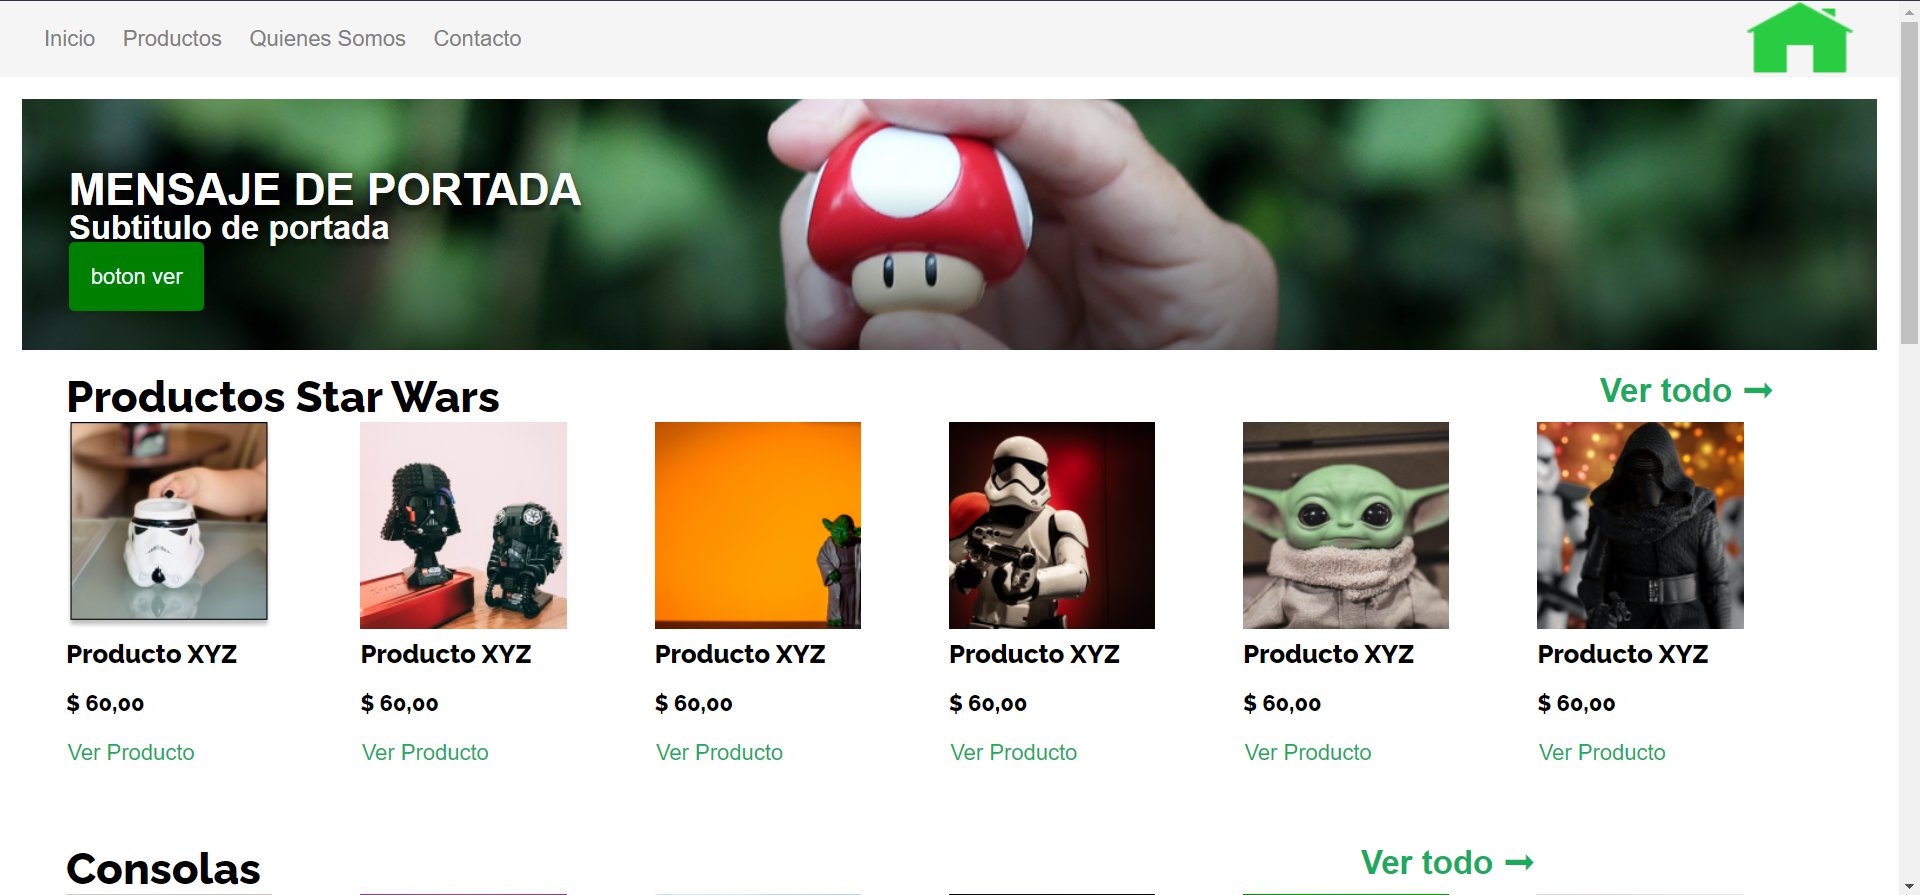 Inicio Productos Quienes Somos Contacto
MENSAJE DE PORTADA
Subtitulo de portada
boton ver
Productos Star Wars Ver todo ➞
Producto XYZ Producto XYZ Producto XYZ Producto XYZ Producto XYZ Producto XYZ
$ 60,00 $ 60,00 $ 60,00 $ 60,00 $ 60,00 $ 60,00
Ver Producto Ver Producto Ver Producto Ver Producto Ver Producto Ver Producto
Consolas Ver todo ➞